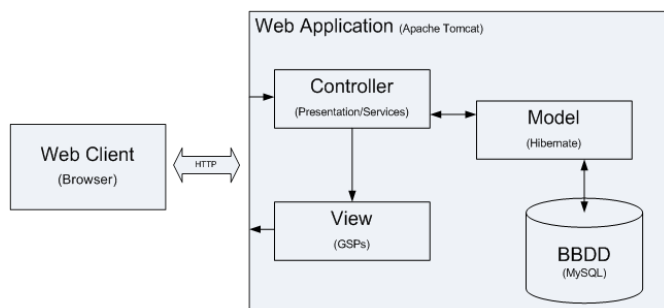 Web Application (Apache Tomcat)
Controller
(Presentation/Services)
Model
(Hibernate)
Web Client
(Browser)
HTTP
View
(GSPs)
BBDD
(MySQL)